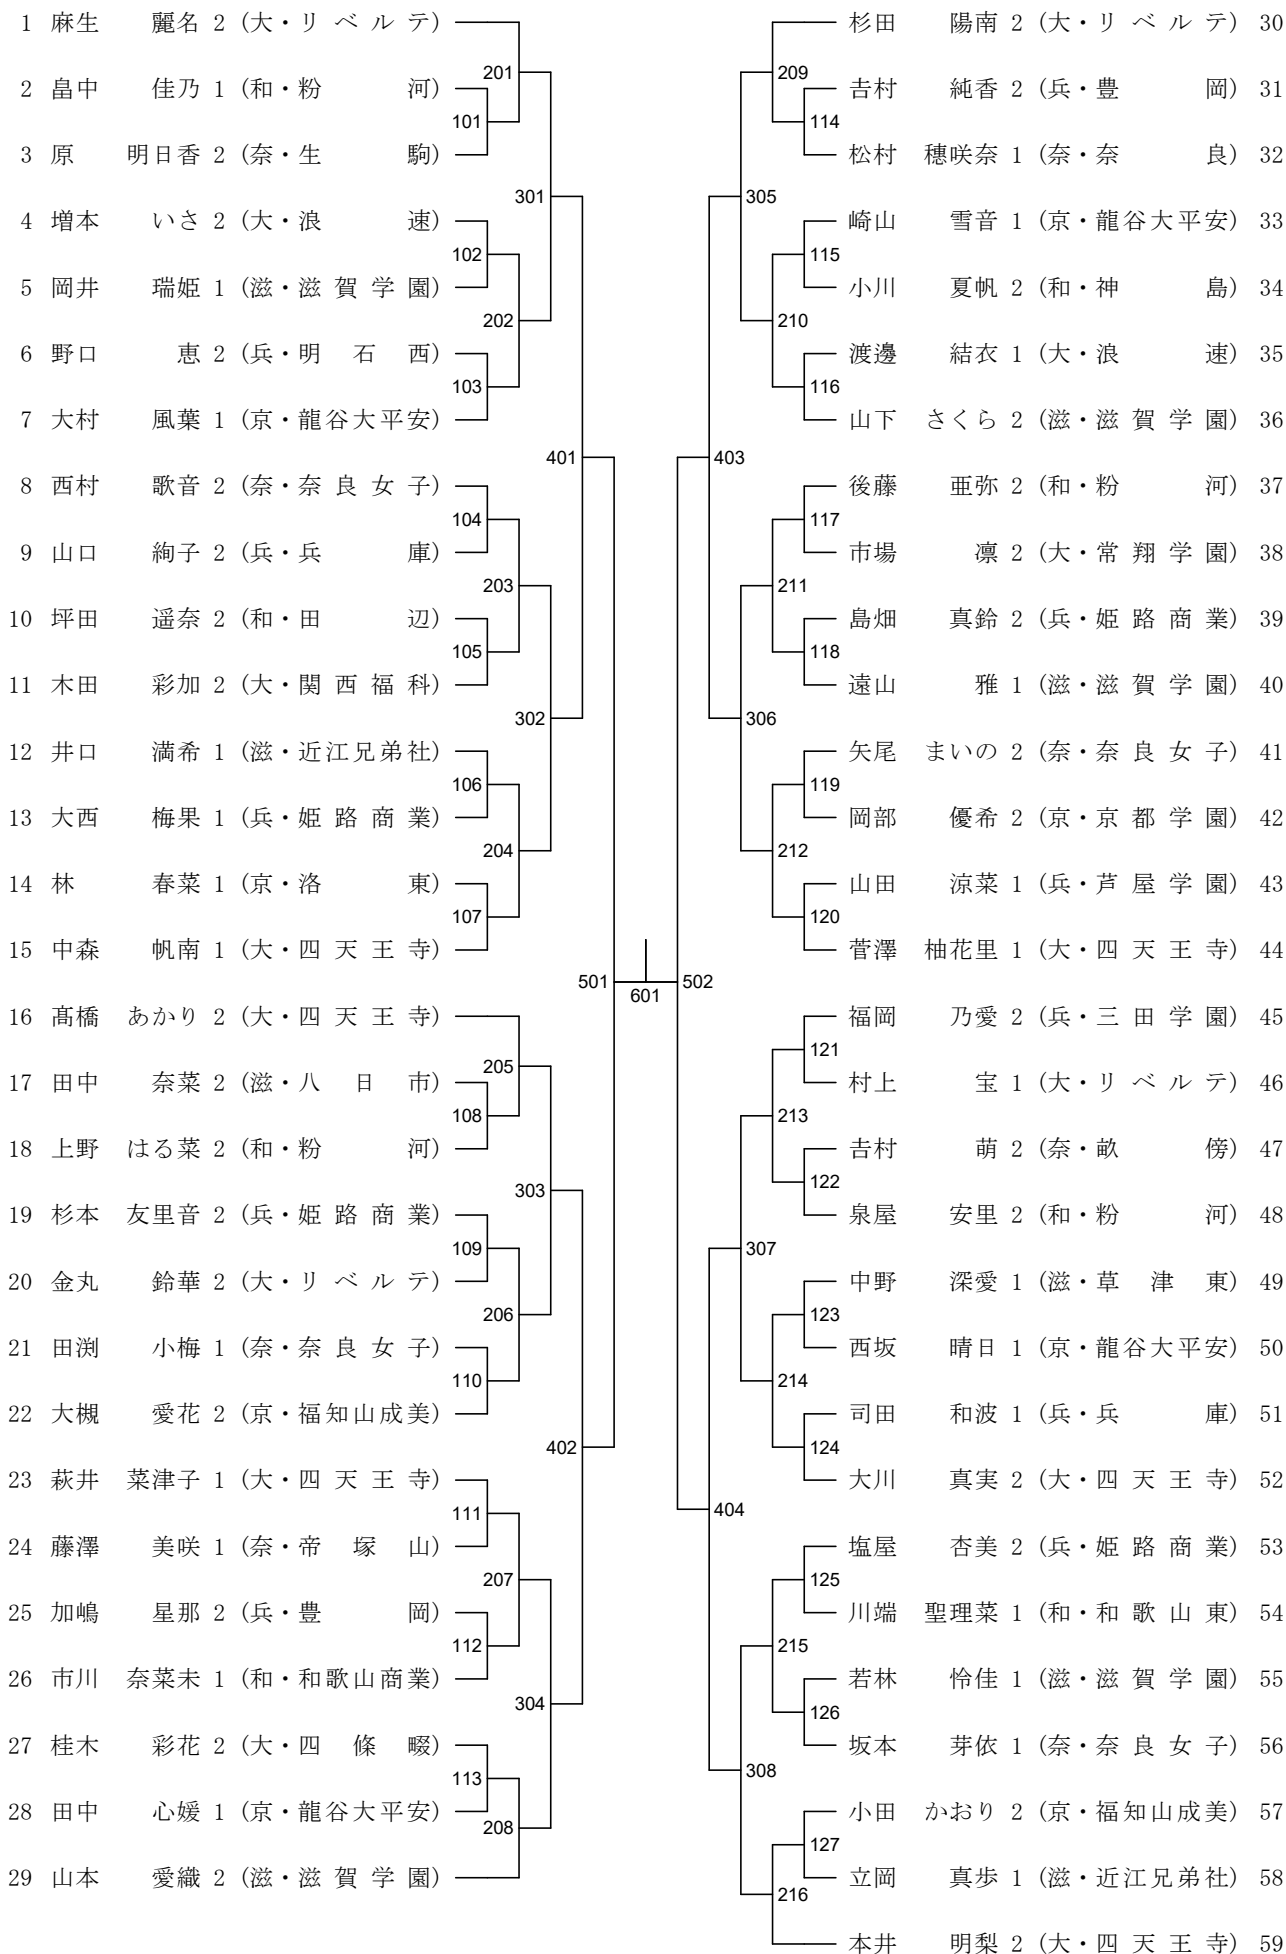 1 麻生 麗名 2 (大・リベルテ)
2 畠中 佳乃 1 (和・粉河)
3 原 明日香 2 (奈・生駒)
4 増本 いさ 2 (大・浪速)
5 岡井 瑞姫 1 (滋・滋賀学園)
6 野口 恵 2 (兵・明石西)
7 大村 風葉 1 (京・龍谷大平安)
8 西村 歌音 2 (奈・奈良女子)
9 山口 絢子 2 (兵・兵庫)
10 坪田 遥奈 2 (和・田辺)
11 木田 彩加 2 (大・関西福科)
12 井口 満希 1 (滋・近江兄弟社)
13 大西 梅果 1 (兵・姫路商業)
14 林 春菜 1 (京・洛東)
15 中森 帆南 1 (大・四天王寺)
16 髙橋 あかり 2 (大・四天王寺)
17 田中 奈菜 2 (滋・八日市)
18 上野 はる菜 2 (和・粉河)
19 杉本 友里音 2 (兵・姫路商業)
20 金丸 鈴華 2 (大・リベルテ)
21 田渕 小梅 1 (奈・奈良女子)
22 大槻 愛花 2 (京・福知山成美)
23 萩井 菜津子 1 (大・四天王寺)
24 藤澤 美咲 1 (奈・帝塚山)
25 加嶋 星那 2 (兵・豊岡)
26 市川 奈菜未 1 (和・和歌山商業)
27 桂木 彩花 2 (大・四條畷)
28 田中 心媛 1 (京・龍谷大平安)
29 山本 愛織 2 (滋・滋賀学園)
101
102
103
104
105
106
107
108
109
110
111
112
113
201
202
203
204
205
206
207
208
301
302
303
304
401
402
501
601
502
403
404
305
306
307
308
209
210
211
212
213
214
215
216
114
115
116
117
118
119
120
121
122
123
124
125
126
127
杉田 陽南 2 (大・リベルテ) 30
𠮷村 純香 2 (兵・豊岡) 31
松村 穂咲奈 1 (奈・奈良) 32
崎山 雪音 1 (京・龍谷大平安) 33
小川 夏帆 2 (和・神島) 34
渡邊 結衣 1 (大・浪速) 35
山下 さくら 2 (滋・滋賀学園) 36
後藤 亜弥 2 (和・粉河) 37
市場 凛 2 (大・常翔学園) 38
島畑 真鈴 2 (兵・姫路商業) 39
遠山 雅 1 (滋・滋賀学園) 40
矢尾 まいの 2 (奈・奈良女子) 41
岡部 優希 2 (京・京都学園) 42
山田 涼菜 1 (兵・芦屋学園) 43
菅澤 柚花里 1 (大・四天王寺) 44
福岡 乃愛 2 (兵・三田学園) 45
村上 宝 1 (大・リベルテ) 46
𠮷村 萌 2 (奈・畝傍) 47
泉屋 安里 2 (和・粉河) 48
中野 深愛 1 (滋・草津東) 49
西坂 晴日 1 (京・龍谷大平安) 50
司田 和波 1 (兵・兵庫) 51
大川 真実 2 (大・四天王寺) 52
塩屋 杏美 2 (兵・姫路商業) 53
川端 聖理菜 1 (和・和歌山東) 54
若林 怜佳 1 (滋・滋賀学園) 55
坂本 芽依 1 (奈・奈良女子) 56
小田 かおり 2 (京・福知山成美) 57
立岡 真歩 1 (滋・近江兄弟社) 58
本井 明梨 2 (大・四天王寺) 59